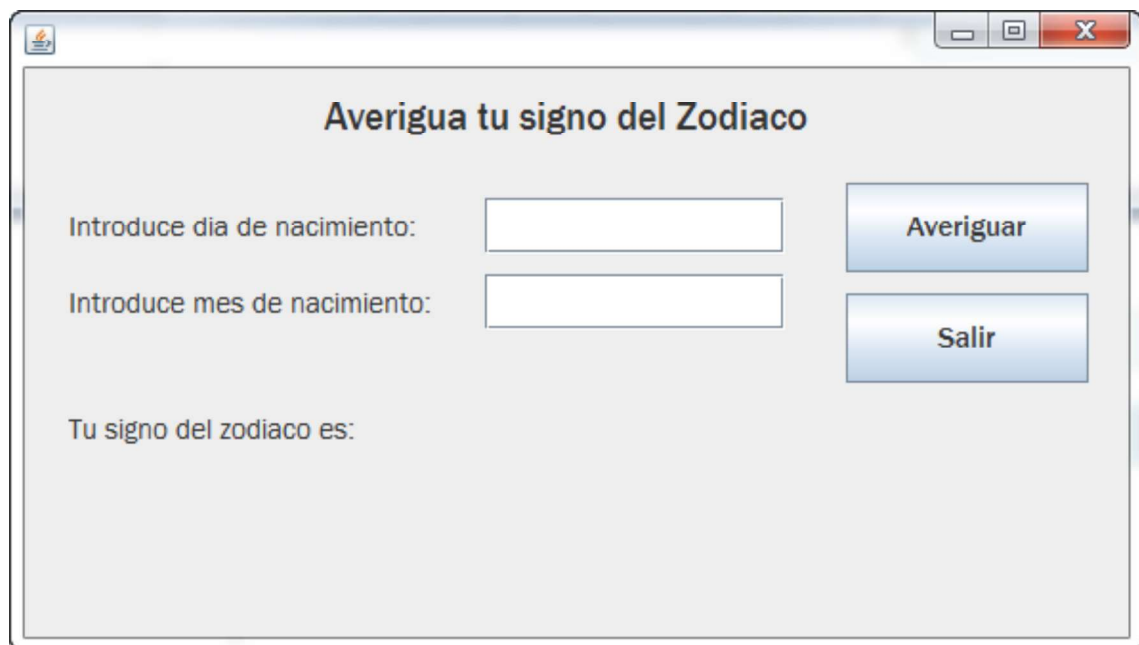 Averigua tu signo del Zodiaco
Introduce dia de nacimiento:
Averiguar
Introduce mes de nacimiento:
Salir
Tu signo del zodiaco es: